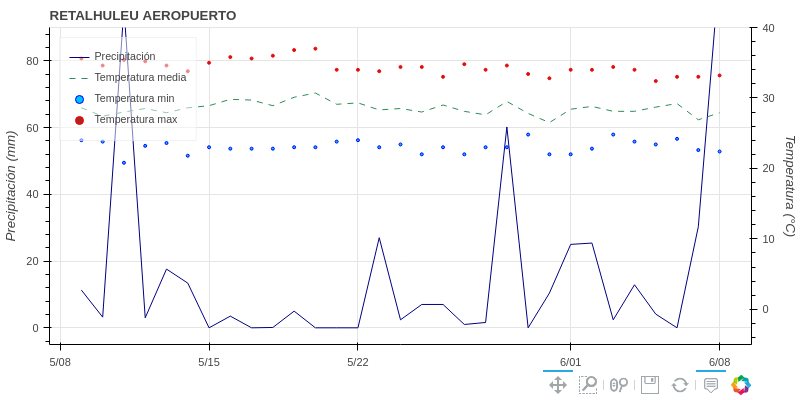 RETALHULEU AEROPUERTO
Precipitación
Temperatura media
Temperatura min
Temperatura max
Precipitación (mm)
80
60
40
20
0
Temperatura (°C)
40
30
20
10
0
5/08 5/15 5/22 6/01 6/08